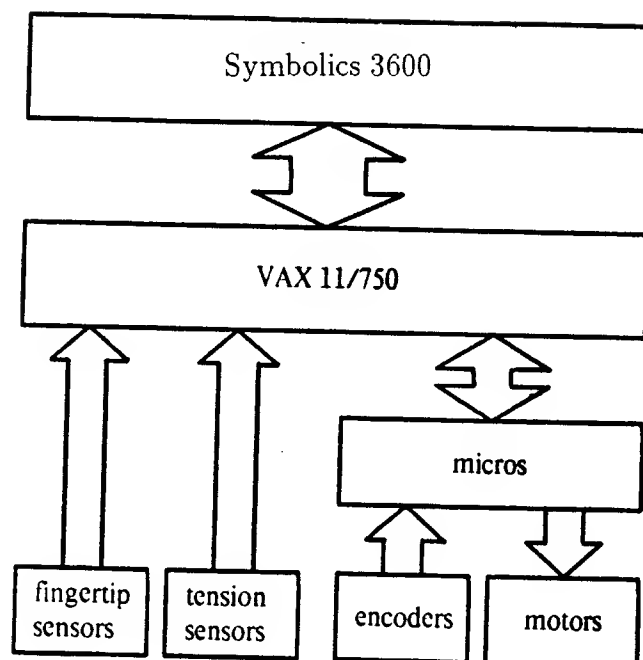 Symbolics 3600
VAX 11/750
micros
fingertip
sensors
tension
sensors
encoders
motors